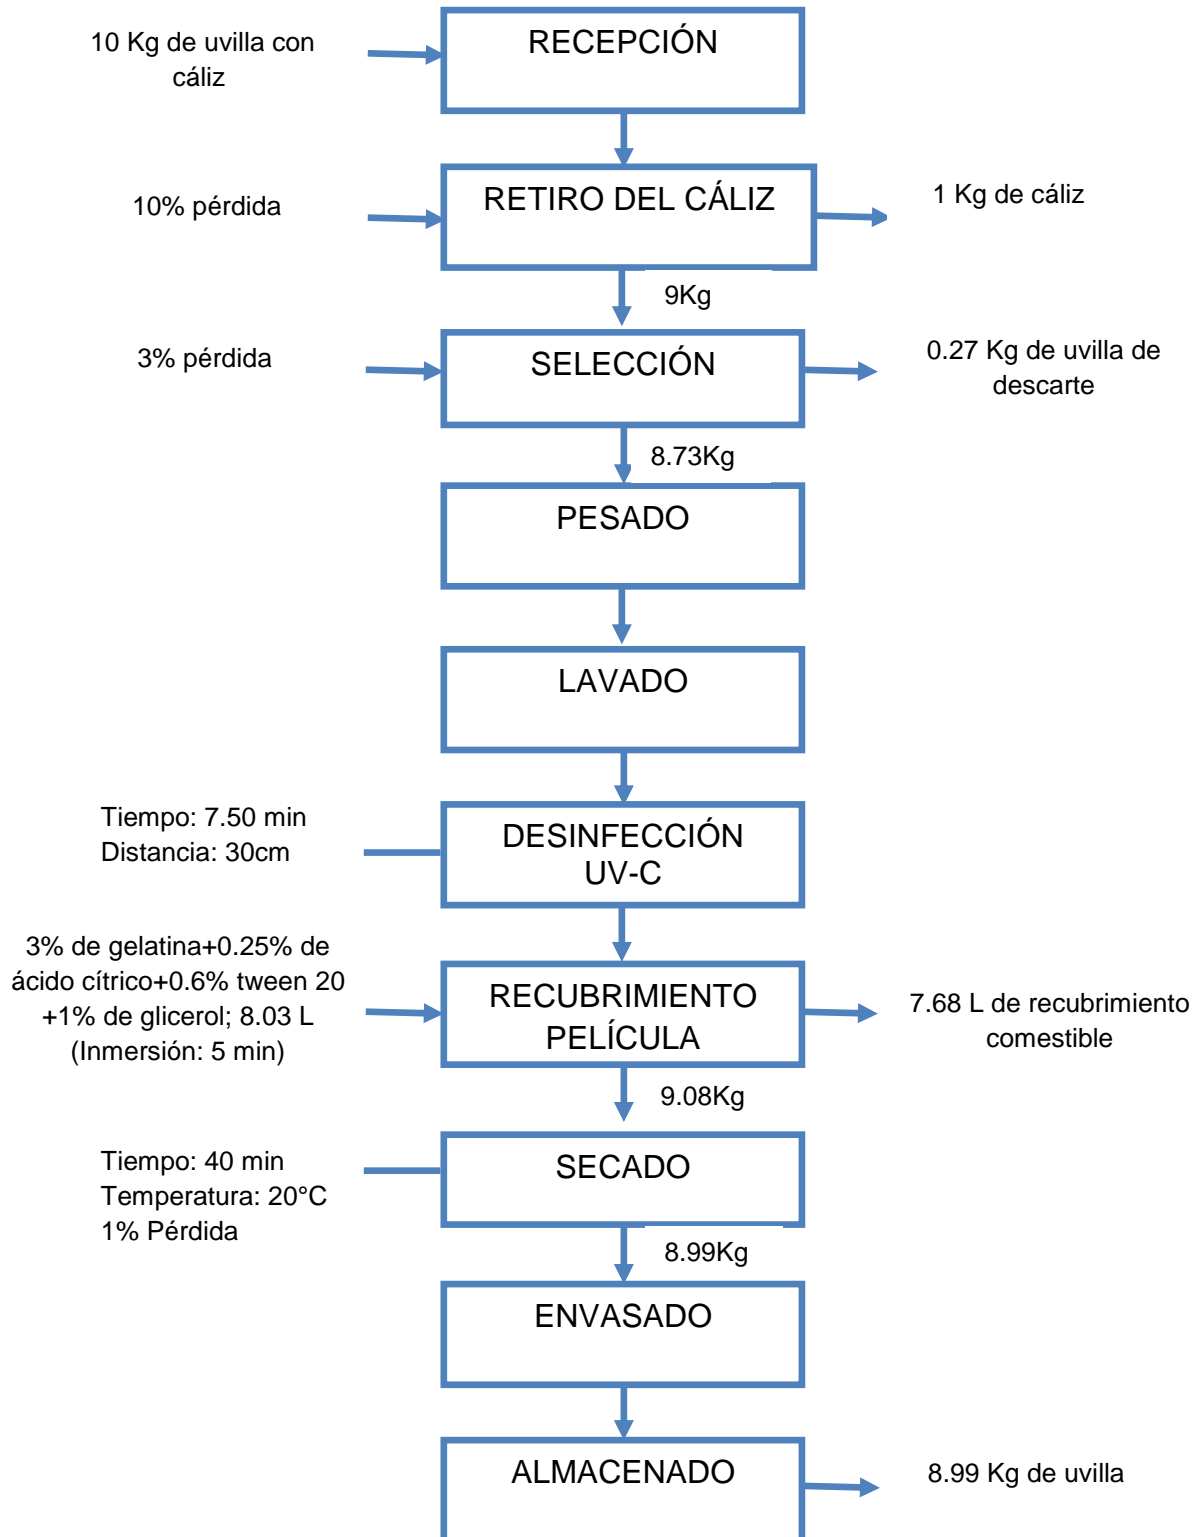 RECEPCIÓN
10 Kg de uvilla con
cáliz
RETIRO DEL CÁLIZ
10% pérdida
1 Kg de cáliz
9Kg
SELECCIÓN
3% pérdida
0.27 Kg de uvilla de
descarte
8.73Kg
PESADO
LAVADO
Tiempo: 7.50 min
Distancia: 30cm
DESINFECCIÓN
UV-C
3% de gelatina+0.25% de
ácido cítrico+0.6% tween 20
+1% de glicerol; 8.03 L
(Inmersión: 5 min)
RECUBRIMIENTO
PELÍCULA
7.68 L de recubrimiento
comestible
9.08Kg
Tiempo: 40 min
Temperatura: 20°C
1% Pérdida
SECADO
8.99Kg
ENVASADO
ALMACENADO
8.99 Kg de uvilla